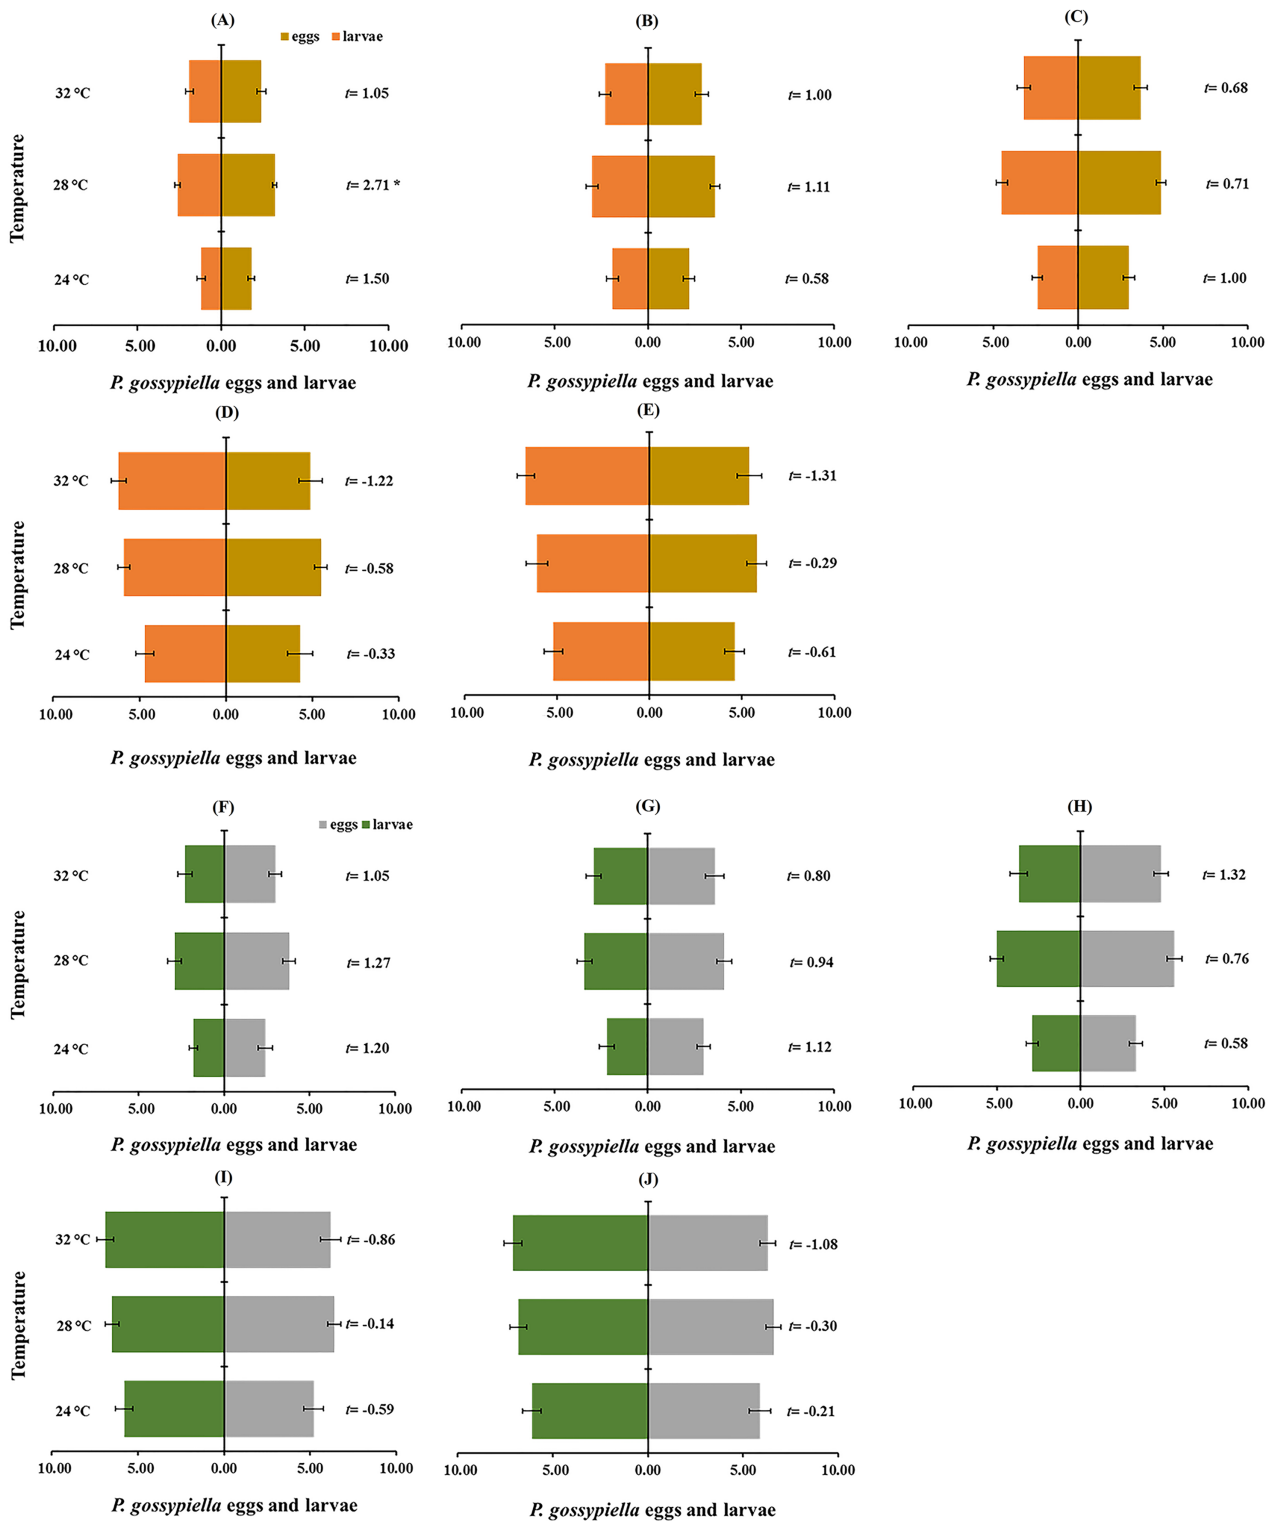 (A)
eggs larvae
32 °C
t= 1.05
28 °C
t= 2.71 *
24 °C
t= 1.50
Temperature
10.00 5.00 0.00 5.00 10.00
P. gossypiella eggs and larvae
(B)
t= 1.00
t= 1.11
t= 0.58
10.00 5.00 0.00 5.00 10.00
P. gossypiella eggs and larvae
(C)
t= 0.68
t= 0.71
t= 1.00
10.00 5.00 0.00 5.00 10.00
P. gossypiella eggs and larvae
(D)
32 °C
t= -1.22
28 °C
t= -0.58
24 °C
t= -0.33
Temperature
10.00 5.00 0.00 5.00 10.00
P. gossypiella eggs and larvae
(E)
t= -1.31
t= -0.29
t= -0.61
10.00 5.00 0.00 5.00 10.00
P. gossypiella eggs and larvae
(F)
eggs larvae
32 °C
t= 1.05
28 °C
t= 1.27
24 °C
t= 1.20
Temperature
10.00 5.00 0.00 5.00 10.00
P. gossypiella eggs and larvae
(G)
t= 0.80
t= 0.94
t= 1.12
10.00 5.00 0.00 5.00 10.00
P. gossypiella eggs and larvae
(H)
t= 1.32
t= 0.76
t= 0.58
10.00 5.00 0.00 5.00 10.00
P. gossypiella eggs and larvae
(I)
32 °C
t= -0.86
28 °C
t= -0.14
24 °C
t= -0.59
Temperature
10.00 5.00 0.00 5.00 10.00
P. gossypiella eggs and larvae
(J)
t= -1.08
t= -0.30
t= -0.21
10.00 5.00 0.00 5.00 10.00
P. gossypiella eggs and larvae